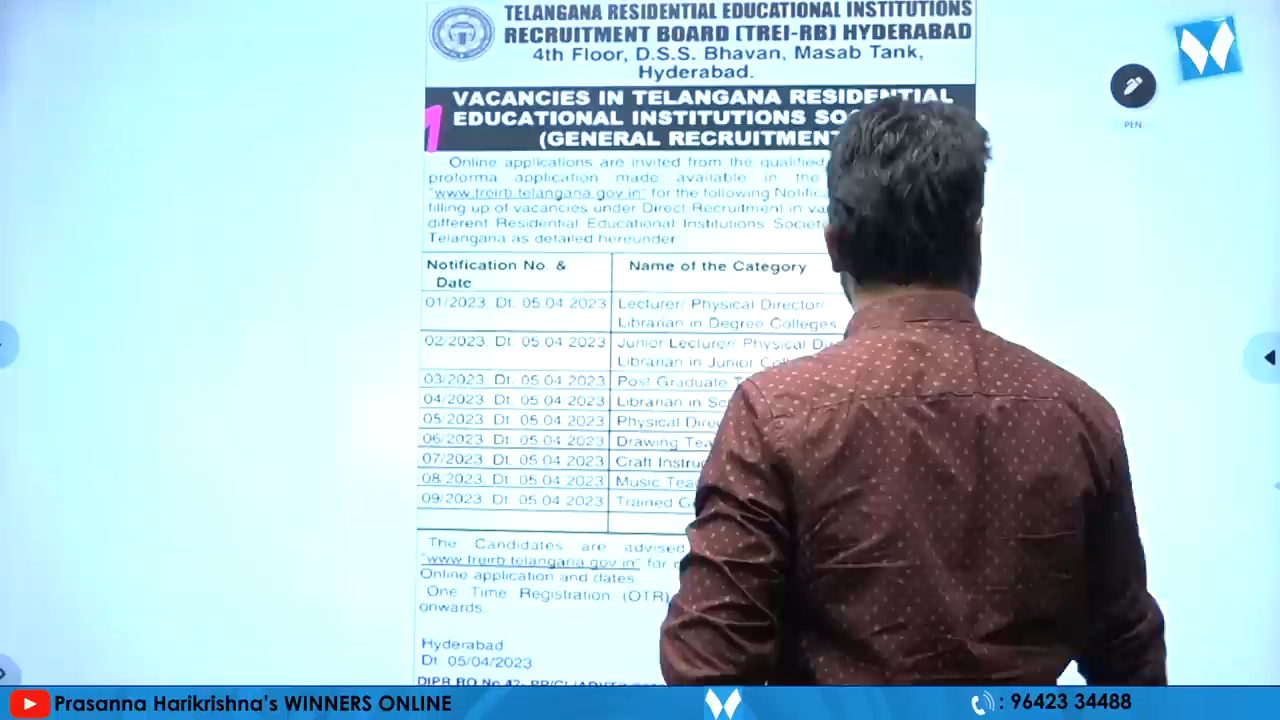 TELANGANA RESIDENTIAL EDUCATIONAL INSTITUTIONS
RECRUITMENT BOARD (TREI-RB) HYDERABAD
4th Floor, D.S.S. Bhavan, Masab Tank,
Hyderabad.
VACANCIES IN TELANGANA RESIDENTIAL
EDUCATIONAL INSTITUTIONS
(GENERAL RECRUITMENT
1
PEN
Online applications are invited from the qualified
proforma application made available in the
"www.treirb.telangana.gov.in" for the following
filling up of vacancies under Direct Recruitment in
different Residential Educational Institutions
Telangana as detailed hereunder
Notification No. & Date
Name of the Category
01/2023 Dt. 05.04.2023 Lecturer/ Physical Director/
Librarian in Degree Colleges
02/2023. Dt. 05.04.2023 Junior Lecturer/ Physical
Librarian in Junior
03/2023 Dt. 05.04.2023 Post Graduate
04/2023 Dt. 05.04.2023 Librarian in
05/2023 Dt. 05.04.2023 Physical
06/2023 Dt. 05.04.2023 Drawing
07/2023 Dt. 05.04.2023 Craft
08/2023 Dt. 05.04.2023 Music
09/2023 Dt. 05.04.2023 Trained
The Candidates are advised
"www.treirb.telangana.gov.in" for
Online application and dates
One Time Registration (OTR)
onwards.
Hyderabad
Dt. 05/04/2023
DIPR RO No.
Prasanna Harikrishna's WINNERS ONLINE
: 96423 34488